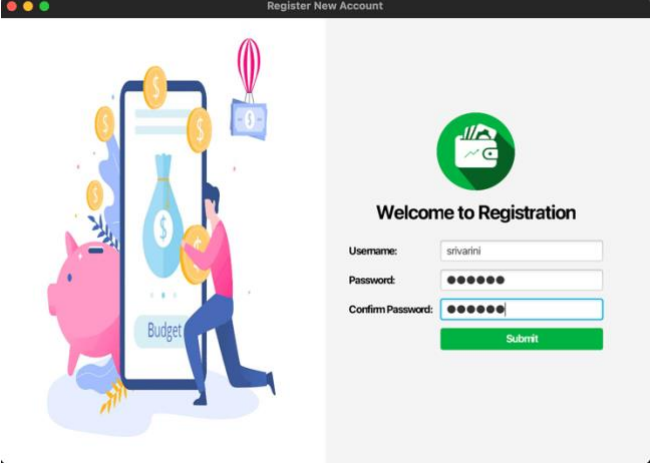 Register New Account
$
$
$
$
$
$
$
Budget
Welcome to Registration
Username:
srivarini
Password:
●●●●●●
Confirm Password:
●●●●●●
Submit